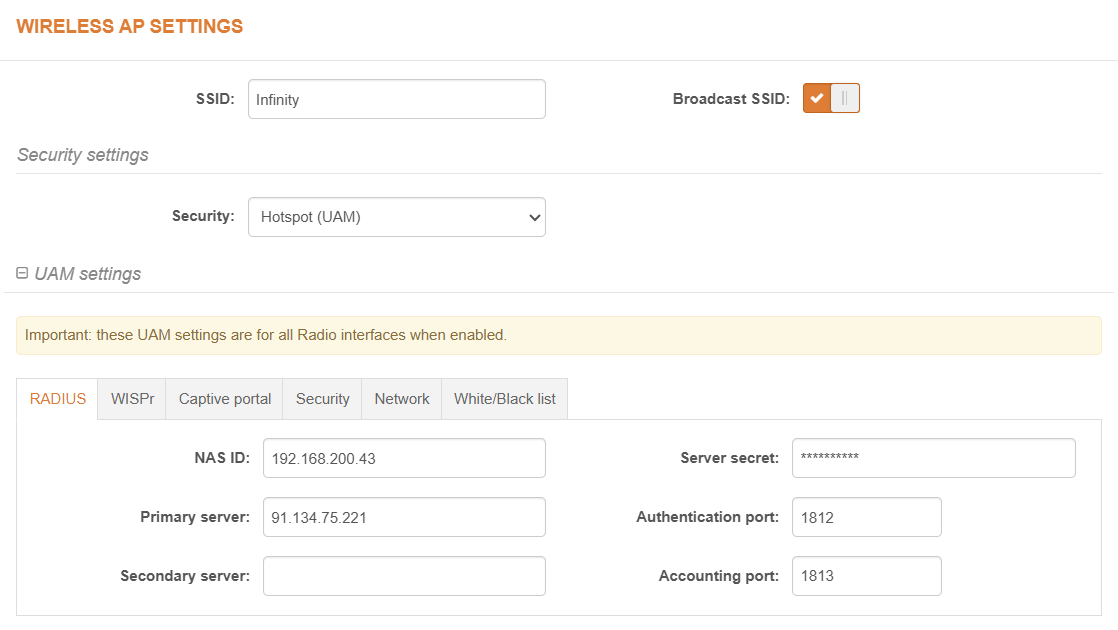 WIRELESS AP SETTINGS
SSID: Infinity Broadcast SSID:
Security settings
Security: Hotspot (UAM)
UAM settings
Important: these UAM settings are for all Radio interfaces when enabled.
RADIUS WISPr Captive portal Security Network White/Black list
NAS ID: 192.168.200.43 Server secret: **********
Primary server: 91.134.75.221 Authentication port: 1812
Secondary server: Accounting port: 1813